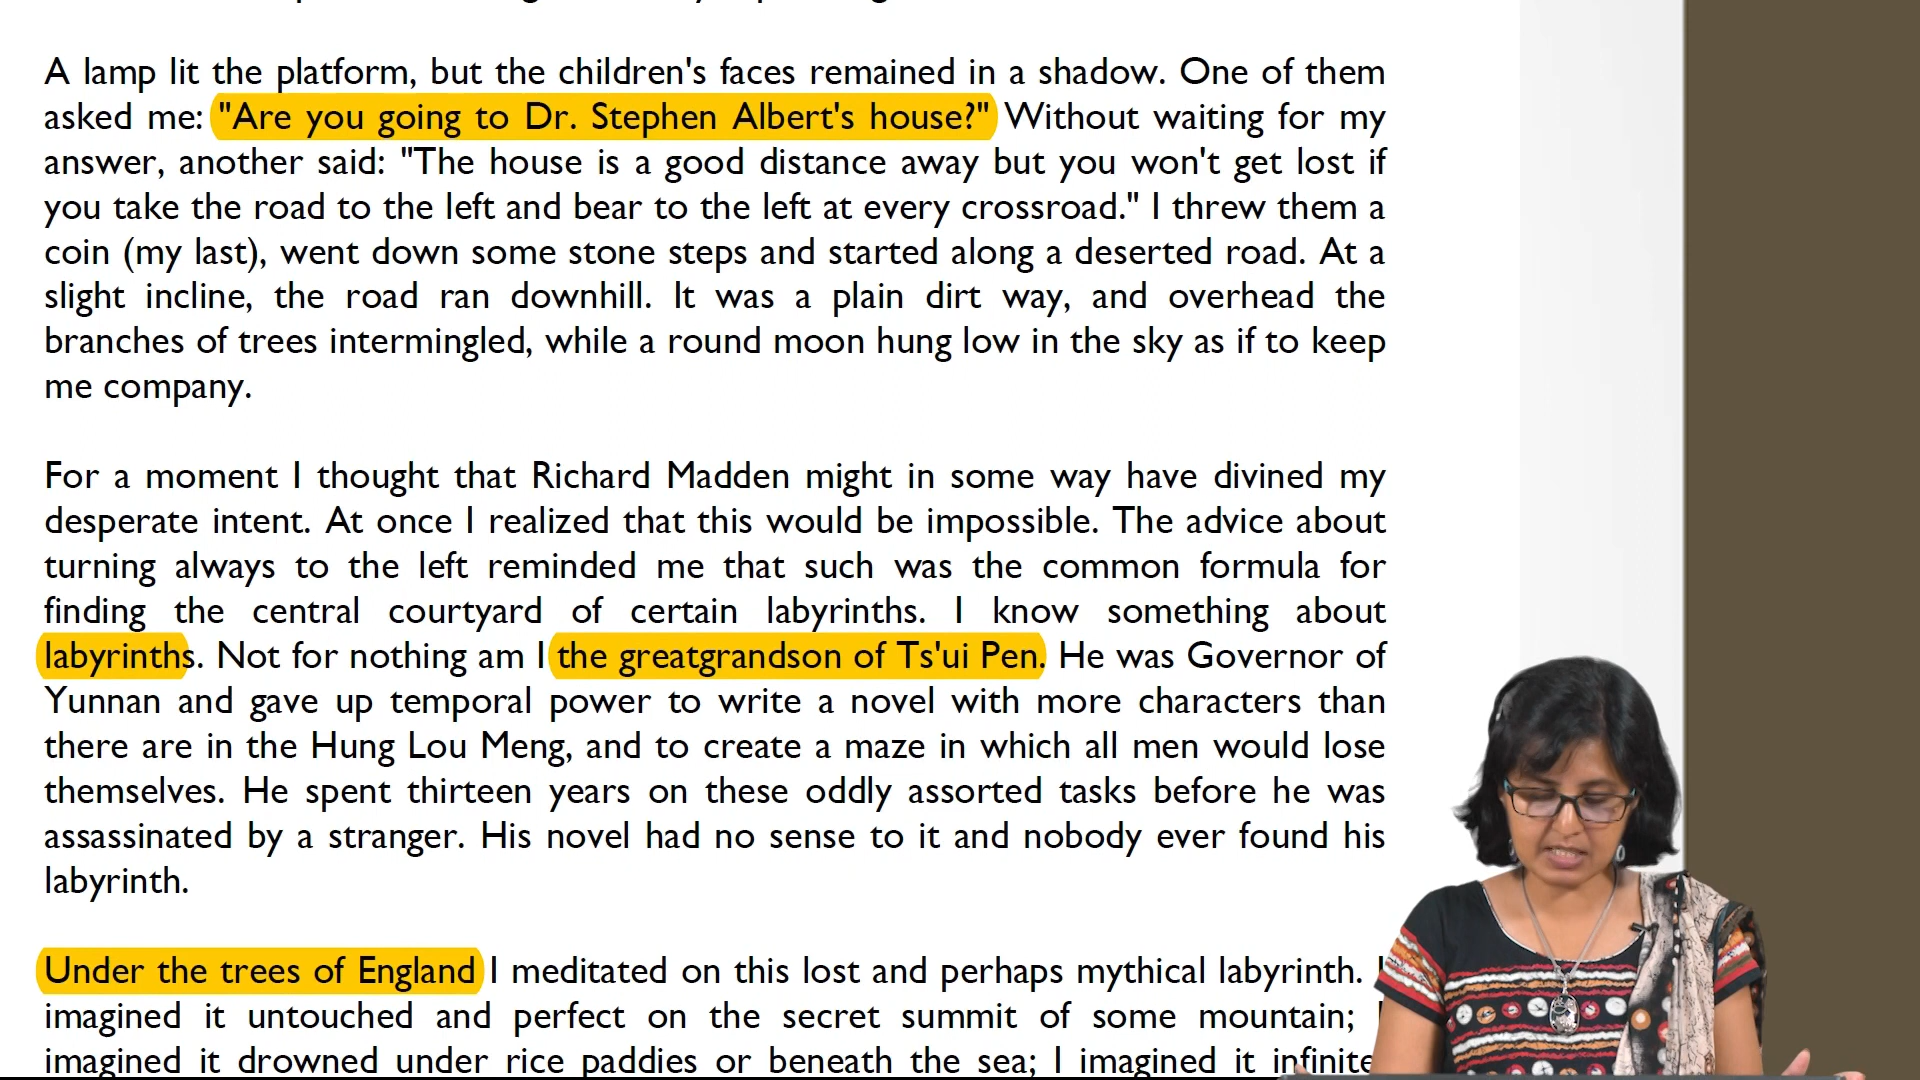 A lamp lit the platform, but the children's faces remained in a shadow. One of them
asked me: "Are you going to Dr. Stephen Albert's house?" Without waiting for my
answer, another said: "The house is a good distance away but you won't get lost if
you take the road to the left and bear to the left at every crossroad." I threw them a
coin (my last), went down some stone steps and started along a deserted road. At a
slight incline, the road ran downhill. It was a plain dirt way, and overhead the
branches of trees intermingled, while a round moon hung low in the sky as if to keep
me company.
For a moment I thought that Richard Madden might in some way have divined my
desperate intent. At once I realized that this would be impossible. The advice about
turning always to the left reminded me that such was the common formula for
finding the central courtyard of certain labyrinths. I know something about
labyrinths. Not for nothing am I the greatgrandson of Ts'ui Pen. He was Governor of
Yunnan and gave up temporal power to write a novel with more characters than
there are in the Hung Lou Meng, and to create a maze in which all men would lose
themselves. He spent thirteen years on these oddly assorted tasks before he was
assassinated by a stranger. His novel had no sense to it and nobody ever found his
labyrinth.
Under the trees of England I meditated on this lost and perhaps mythical labyrinth. I
imagined it untouched and perfect on the secret summit of some mountain; I
imagined it drowned under rice paddies or beneath the sea; I imagined it infinite